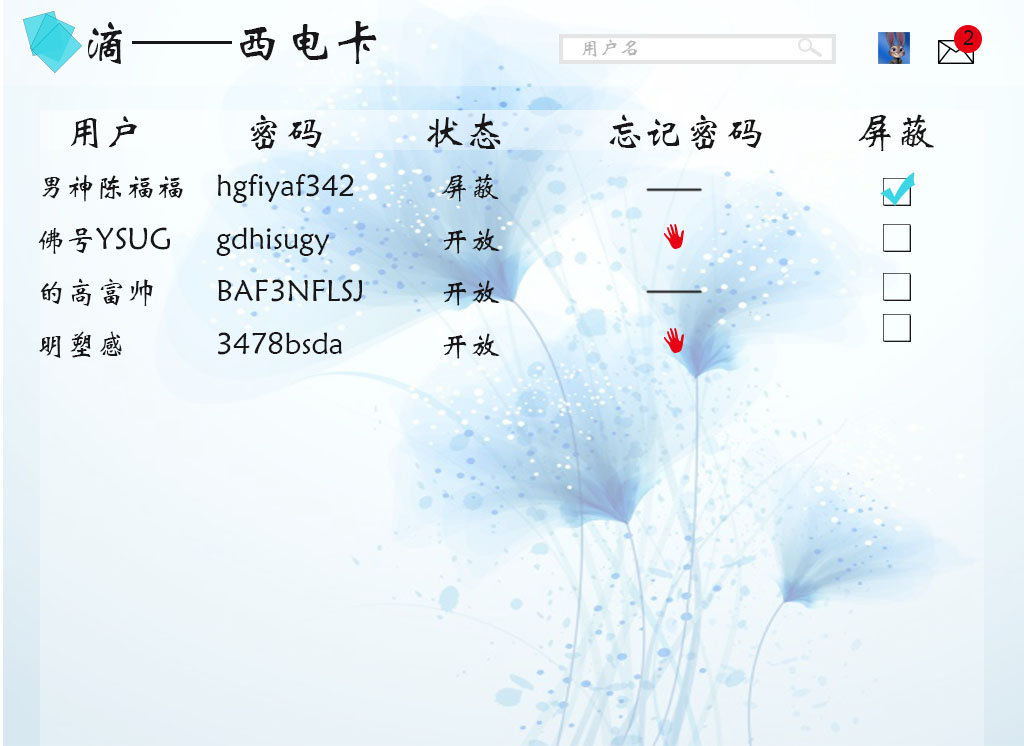 滴——西电卡 用户名 2
用户 密码 状态 忘记密码 屏蔽
男神陈福福 hgfiyaf342 屏蔽 ——
佛号YSUG gdhisugy 开放
的高富帅 BAF3NFLSJ 开放 ——
明塑感 3478bsda 开放